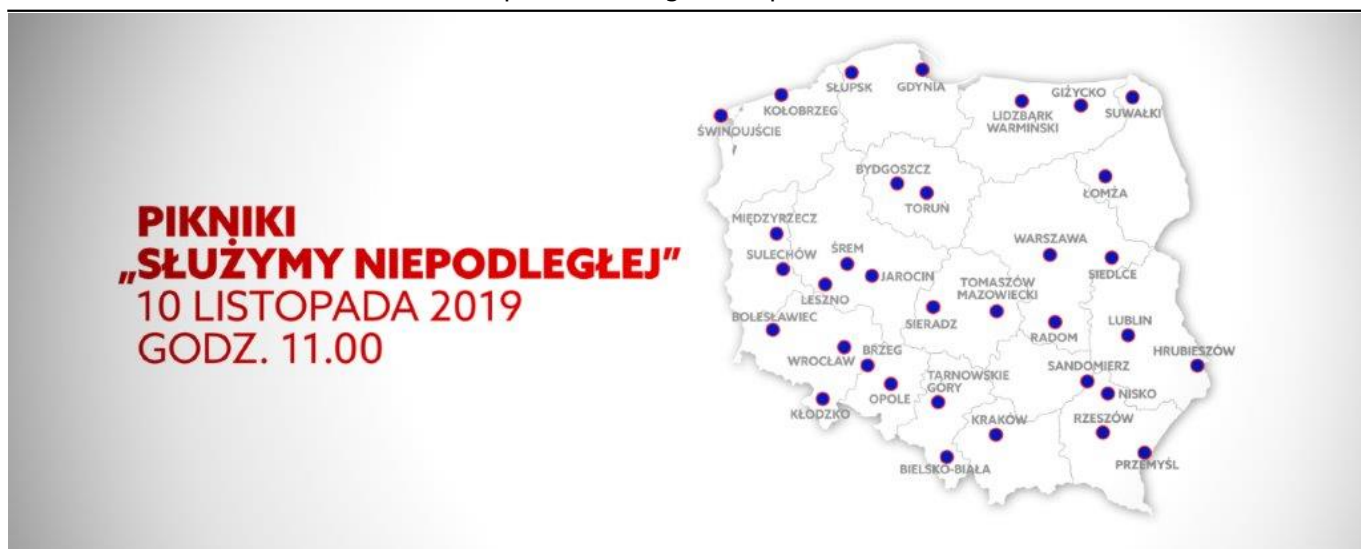 PIKNIKI
„SŁUŻYMY NIEPODLEGŁEJ”
10 LISTOPADA 2019
GODZ. 11.00
SŁUPSK
GDYNIA
KOŁOBRZEG
ŚWINOUJŚCIE
GIŻYCKO
LIDZBARK
WARMIŃSKI
SUWAŁKI
BYDGOSZCZ
TORUŃ
ŁOMŻA
MIĘDZYRZECZ
SULECHÓW
ŚREM
JAROCIN
LESZNO
WARSZAWA
SIEDLCE
TOMASZÓW
MAZOWIECKI
SIERADZ
BOLESŁAWIEC
RADOM
LUBLIN
HRUBIESZÓW
WROCŁAW
BRZEG
OPOLE
KŁODZKO
TARNOWSKIE
GÓRY
SANDOMIERZ
NISKO
KRAKÓW
RZESZÓW
BIELSKO-BIAŁA
PRZEMYŚL